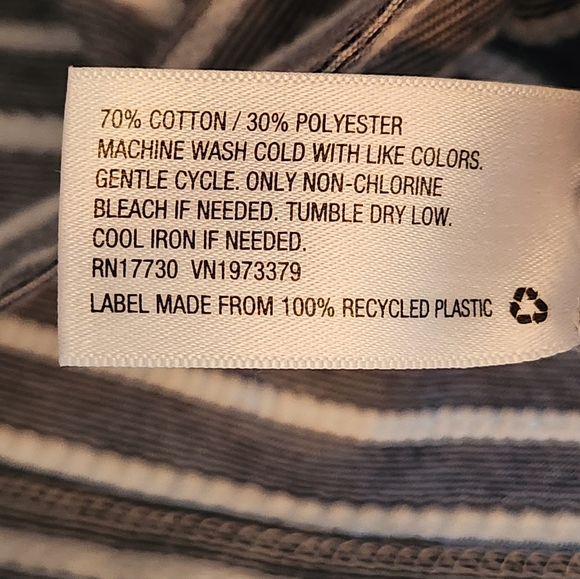 70% COTTON / 30% POLYESTER
MACHINE WASH COLD WITH LIKE COLORS.
GENTLE CYCLE. ONLY NON-CHLORINE
BLEACH IF NEEDED. TUMBLE DRY LOW.
COOL IRON IF NEEDED.
RN17730 VN1973379
LABEL MADE FROM 100% RECYCLED PLASTIC